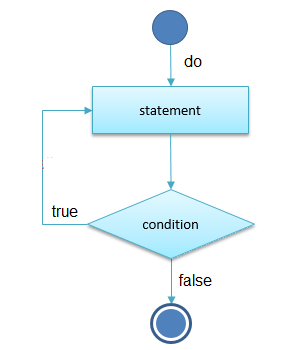 do
statement
true
condition
false